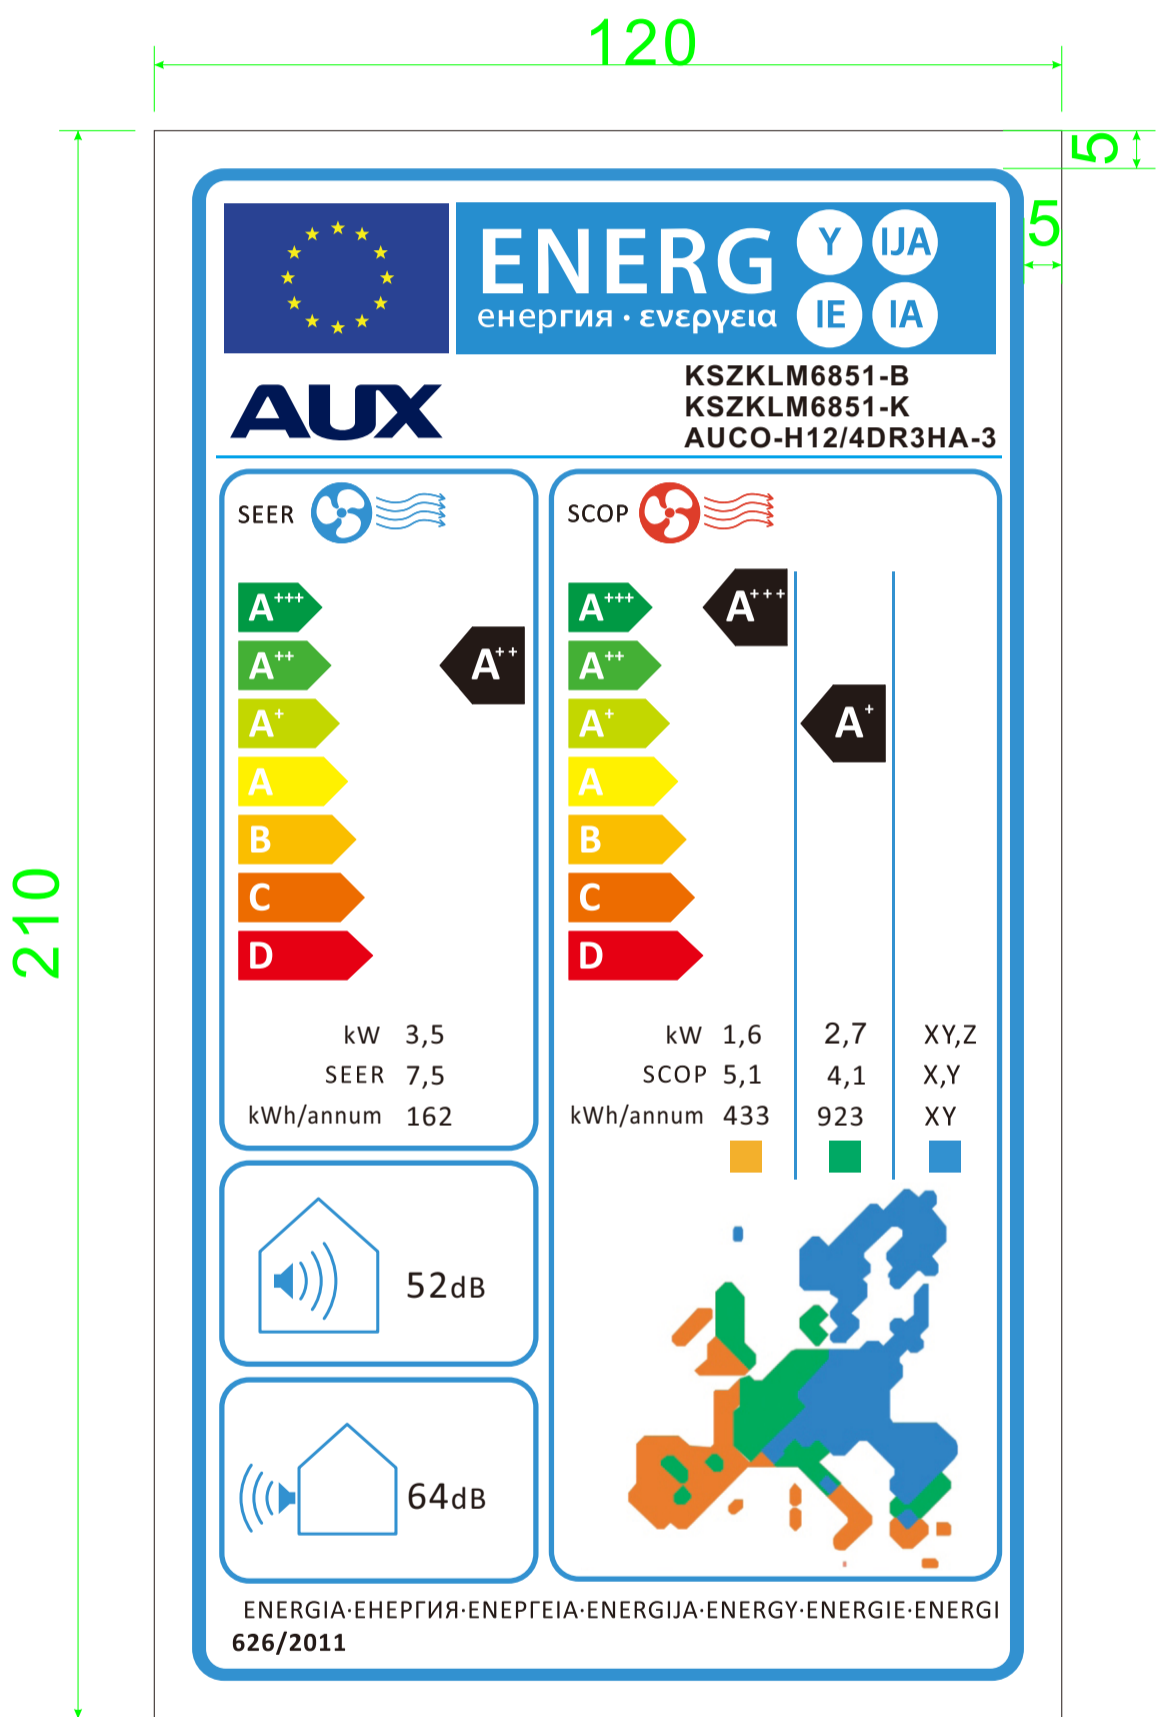 120
5
5
210
ENERG
Y
IJA
IE
IA
енергия · ενεργεια
AUX
KSZKLM6851-B
KSZKLM6851-K
AUCO-H12/4DR3HA-3
SEER
A+++
A++
A+
A
B
C
D
A++
kW 3,5
SEER 7,5
kWh/annum 162
SCOP
A+++
A++
A+
A
B
C
D
A+++
A+
kW 1,6 2,7 XY,Z
SCOP 5,1 4,1 X,Y
kWh/annum 433 923 XY
52dB
64dB
ENERGIA·ЕНЕРГИЯ·ΕΝΕΡΓΕΙΑ·ENERGIJA·ENERGY·ENERGIE·ENERGI
626/2011